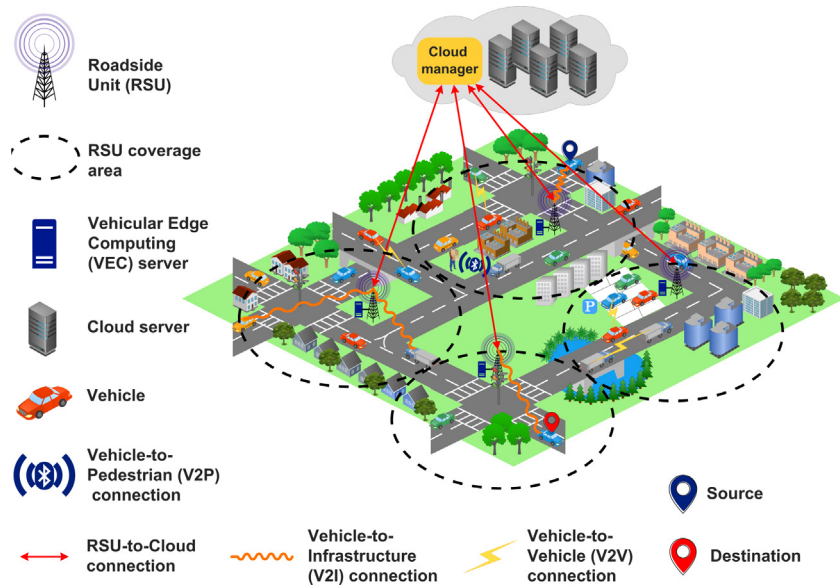 Cloud
manager
Roadside
Unit (RSU)
RSU coverage
area
Vehicular Edge
Computing
(VEC) server
Cloud server
P
Vehicle
Vehicle-to-
Pedestrian (V2P)
connection
Source
RSU-to-Cloud
connection
Vehicle-to-
Infrastructure
(V2I) connection
Vehicle-to-
Vehicle (V2V)
connection
Destination